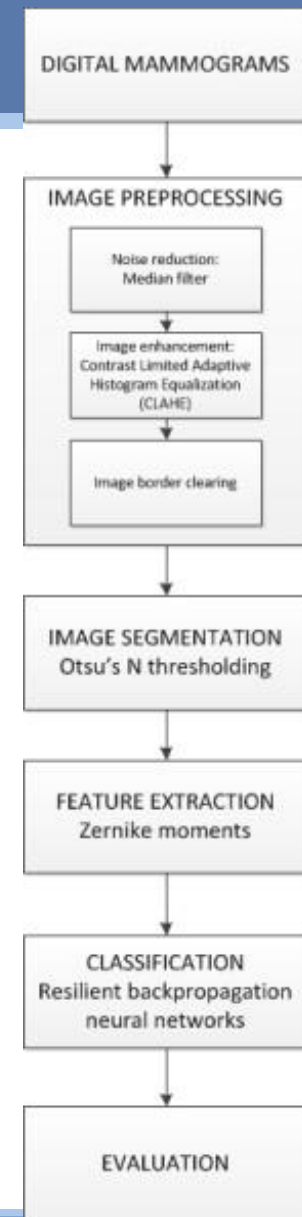 DIGITAL MAMMOGRAMS
IMAGE PREPROCESSING
Noise reduction:
Median filter
Image enhancement:
Contrast Limited Adaptive
Histogram Equalization
(CLAHE)
Image border clearing
IMAGE SEGMENTATION
Otsu's N thresholding
FEATURE EXTRACTION
Zernike moments
CLASSIFICATION
Resilient backpropagation
neural networks
EVALUATION